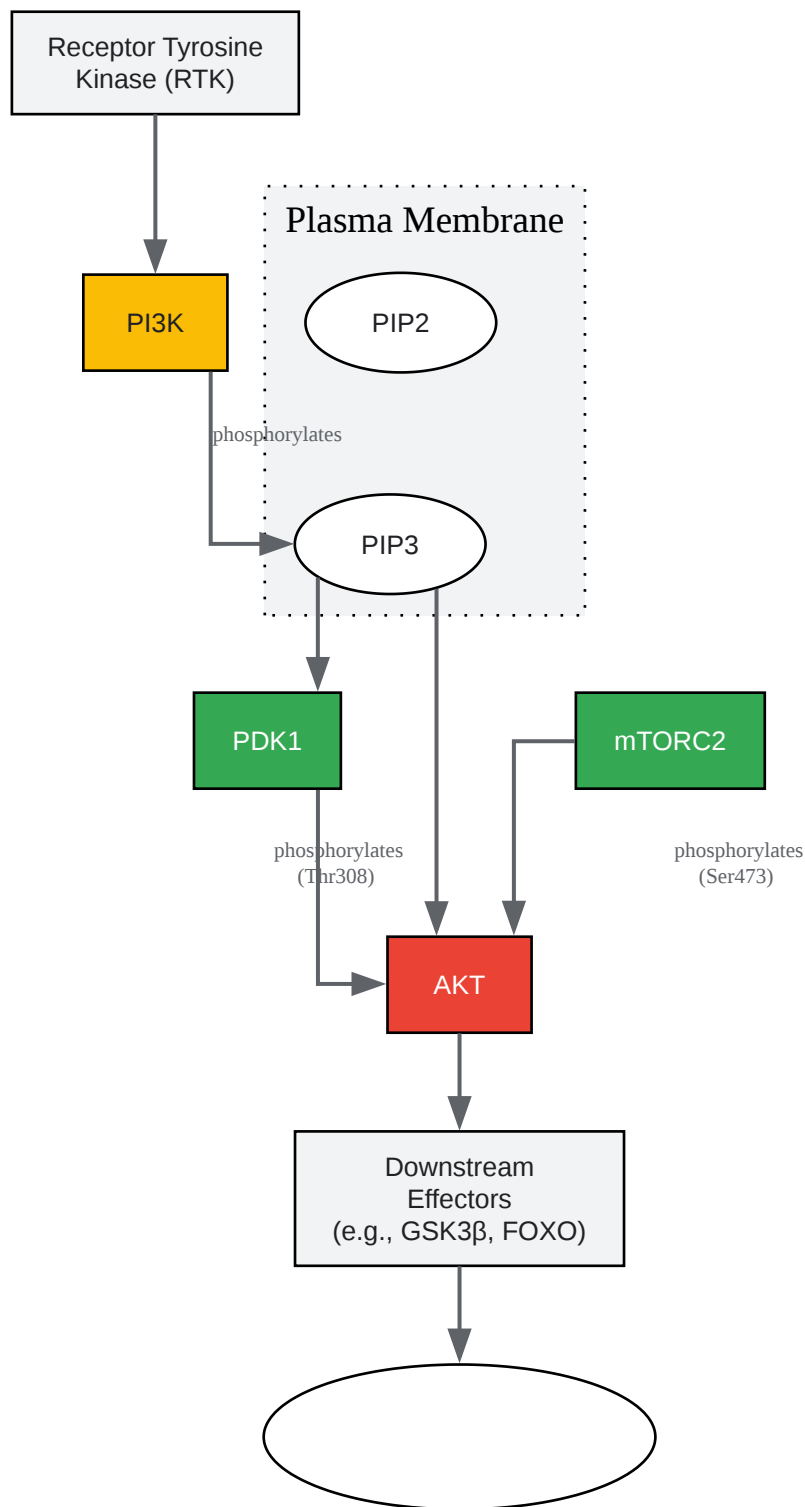 Receptor Tyrosine
Kinase (RTK)
Plasma Membrane
PI3K
PIP2
phosphorylates
PIP3
PDK1
mTORC2
phosphorylates
(Thr308)
phosphorylates
(Ser473)
AKT
Downstream
Effectors
(e.g., GSK3β, FOXO)